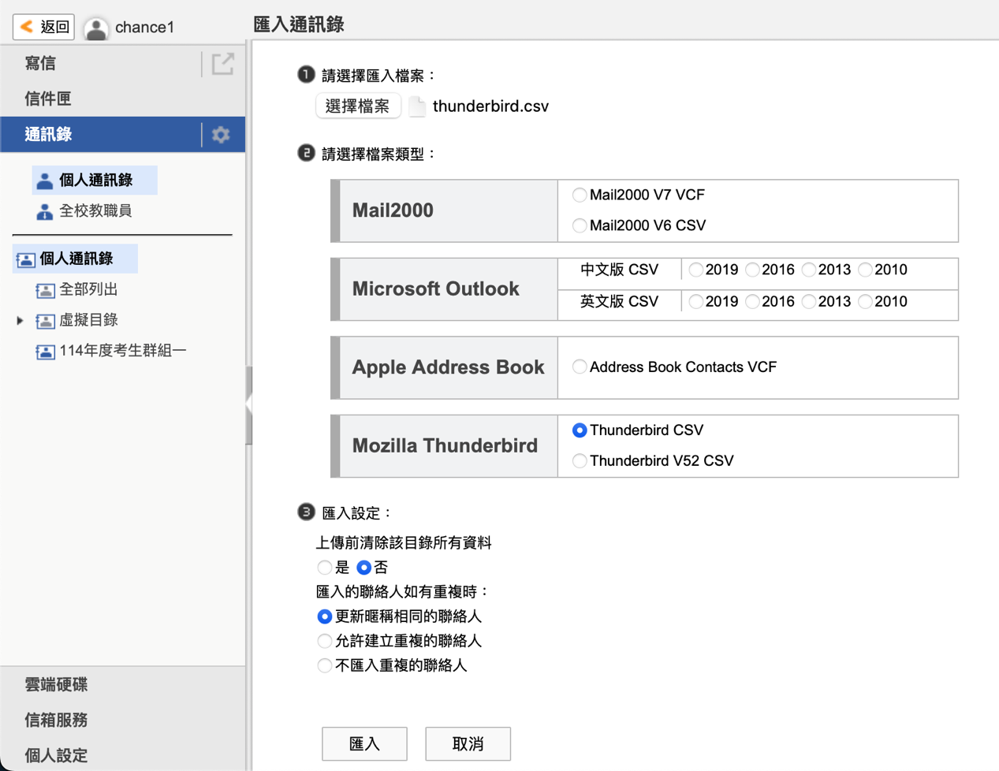 返回 chance1
寫信
信件匣
通訊錄
個人通訊錄
全校教職員
個人通訊錄
全部列出
虛擬目錄
114年度考生群組一
雲端硬碟
信箱服務
個人設定
匯入通訊錄
1 請選擇匯入檔案：
選擇檔案 thunderbird.csv
2 請選擇檔案類型：
Mail2000
Mail2000 V7 VCF
Mail2000 V6 CSV
Microsoft Outlook
中文版 CSV 2019 2016 2013 2010
英文版 CSV 2019 2016 2013 2010
Apple Address Book
Address Book Contacts VCF
Mozilla Thunderbird
Thunderbird CSV
Thunderbird V52 CSV
3 匯入設定：
上傳前清除該目錄所有資料
是 否
匯入的聯絡人如有重複時：
更新暱稱相同的聯絡人
允許建立重複的聯絡人
不匯入重複的聯絡人
匯入 取消